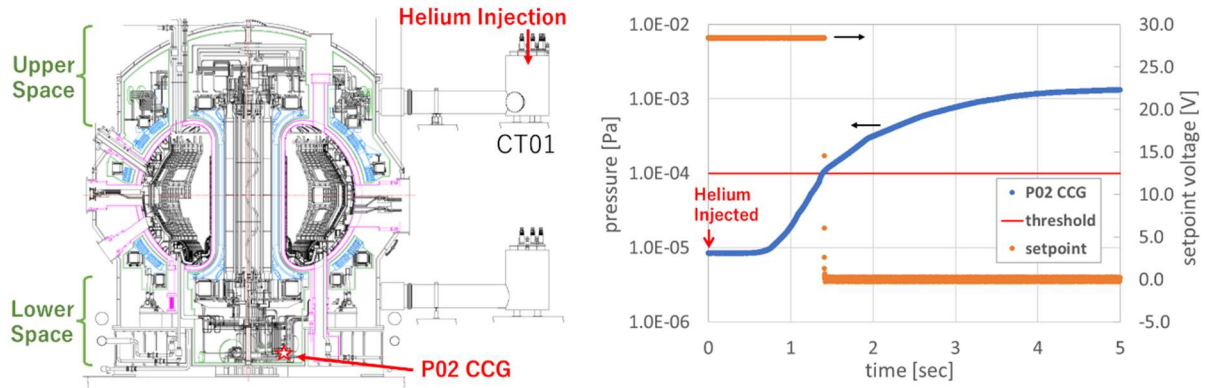 Helium Injection
Upper
Space
CT01
Lower
Space
P02 CCG
1.0E-02
1.0E-03
1.0E-04
1.0E-05
1.0E-06
pressure [Pa]
Helium
Injected
P02 CCG
threshold
setpoint
30.0
25.0
20.0
15.0
10.0
5.0
0.0
-5.0
setpoint voltage [V]
0 1 2 3 4 5
time [sec]